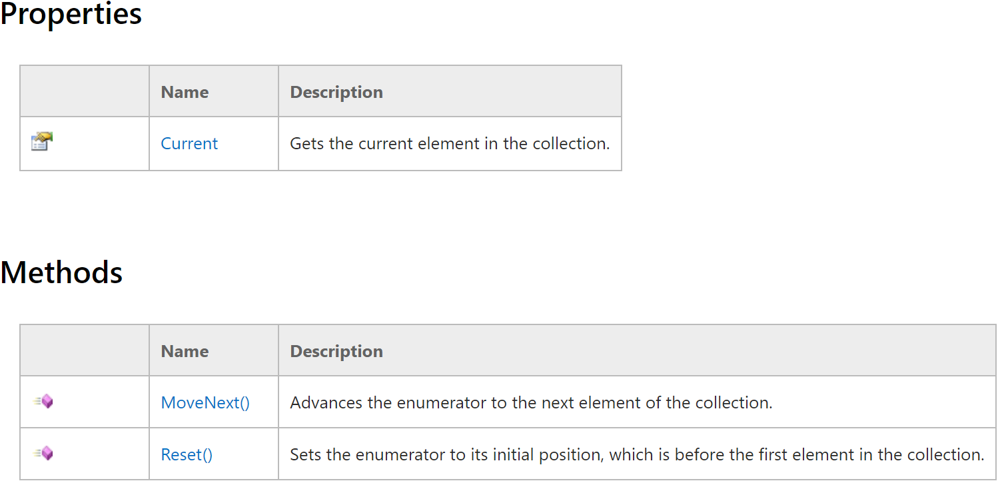 Properties
Name Description
Current Gets the current element in the collection.
Methods
Name Description
MoveNext() Advances the enumerator to the next element of the collection.
Reset() Sets the enumerator to its initial position, which is before the first element in the collection.